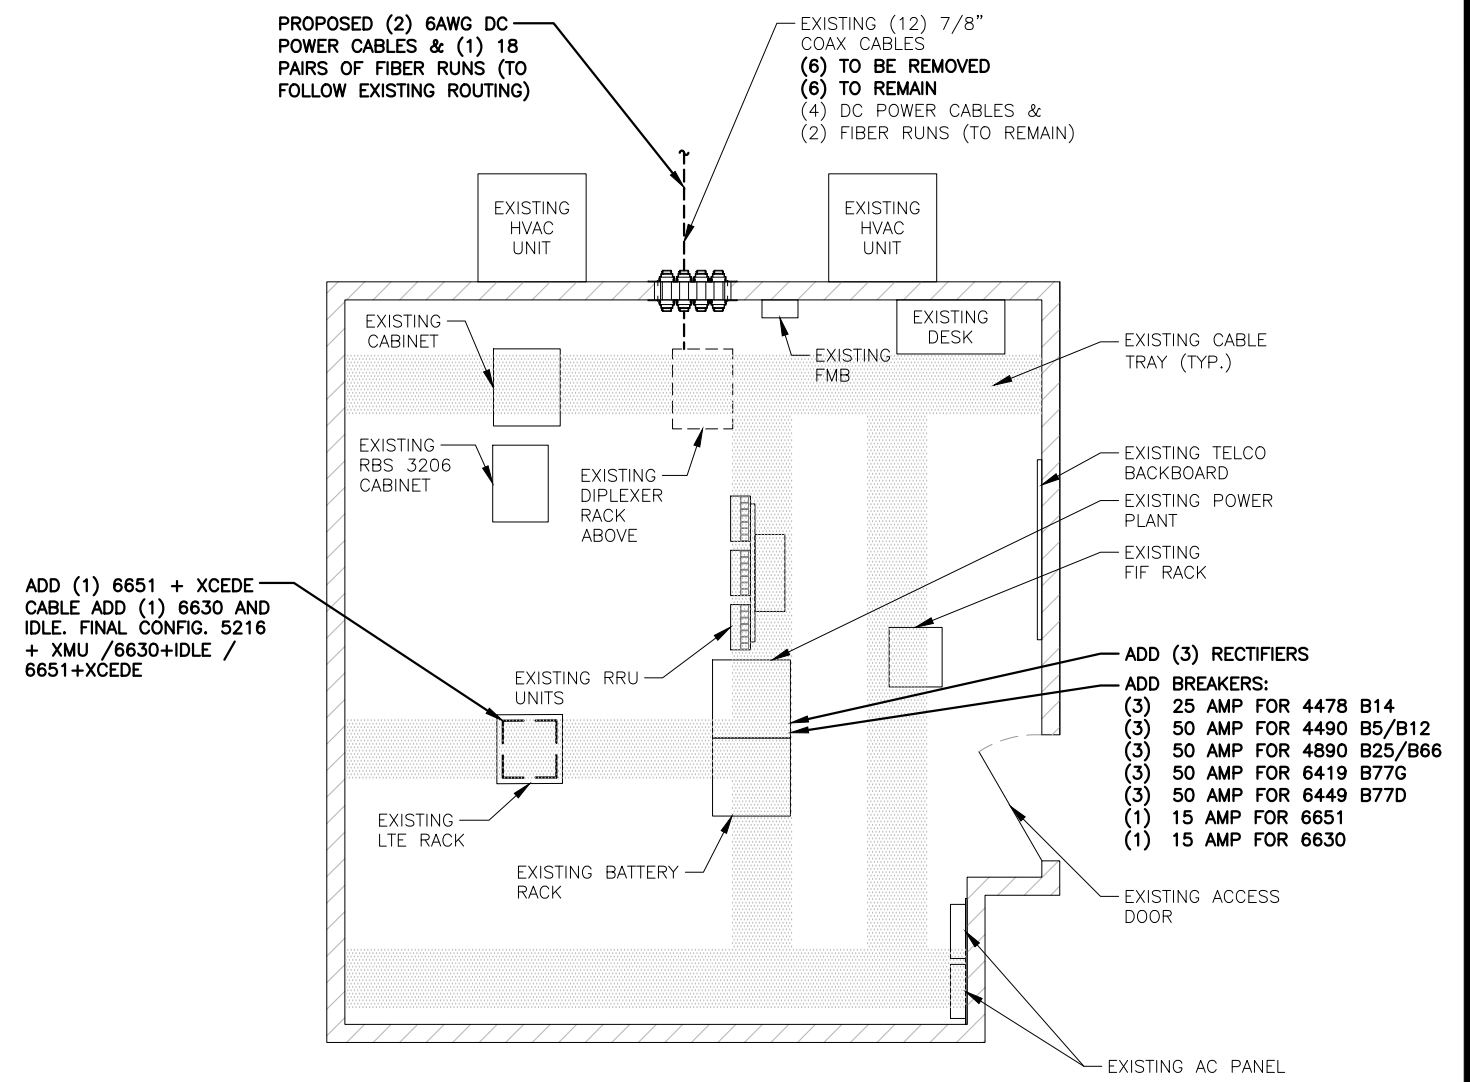 PROPOSED (2) 6AWG DC
POWER CABLES & (1) 18
PAIRS OF FIBER RUNS (TO
FOLLOW EXISTING ROUTING)
EXISTING (12) 7/8”
COAX CABLES
(6) TO BE REMOVED
(6) TO REMAIN
(4) DC POWER CABLES &
(2) FIBER RUNS (TO REMAIN)
EXISTING
HVAC
UNIT
EXISTING
HVAC
UNIT
EXISTING
CABINET
EXISTING
FMB
EXISTING
DESK
EXISTING CABLE
TRAY (TYP.)
EXISTING
RBS 3206
CABINET
EXISTING
DIPLEXER
RACK
ABOVE
EXISTING TELCO
BACKBOARD
EXISTING POWER
PLANT
EXISTING
FIF RACK
ADD (1) 6651 + XCEDE
CABLE ADD (1) 6630 AND
IDLE. FINAL CONFIG. 5216
+ XMU /6630+IDLE /
6651+XCEDE
EXISTING RRU
UNITS
ADD (3) RECTIFIERS
ADD BREAKERS:
(3) 25 AMP FOR 4478 B14
(3) 50 AMP FOR 4490 B5/B12
(3) 50 AMP FOR 4890 B25/B66
(3) 50 AMP FOR 6419 B77G
(3) 50 AMP FOR 6449 B77D
(1) 15 AMP FOR 6651
(1) 15 AMP FOR 6630
EXISTING
LTE RACK
EXISTING BATTERY
RACK
EXISTING ACCESS
DOOR
EXISTING AC PANEL